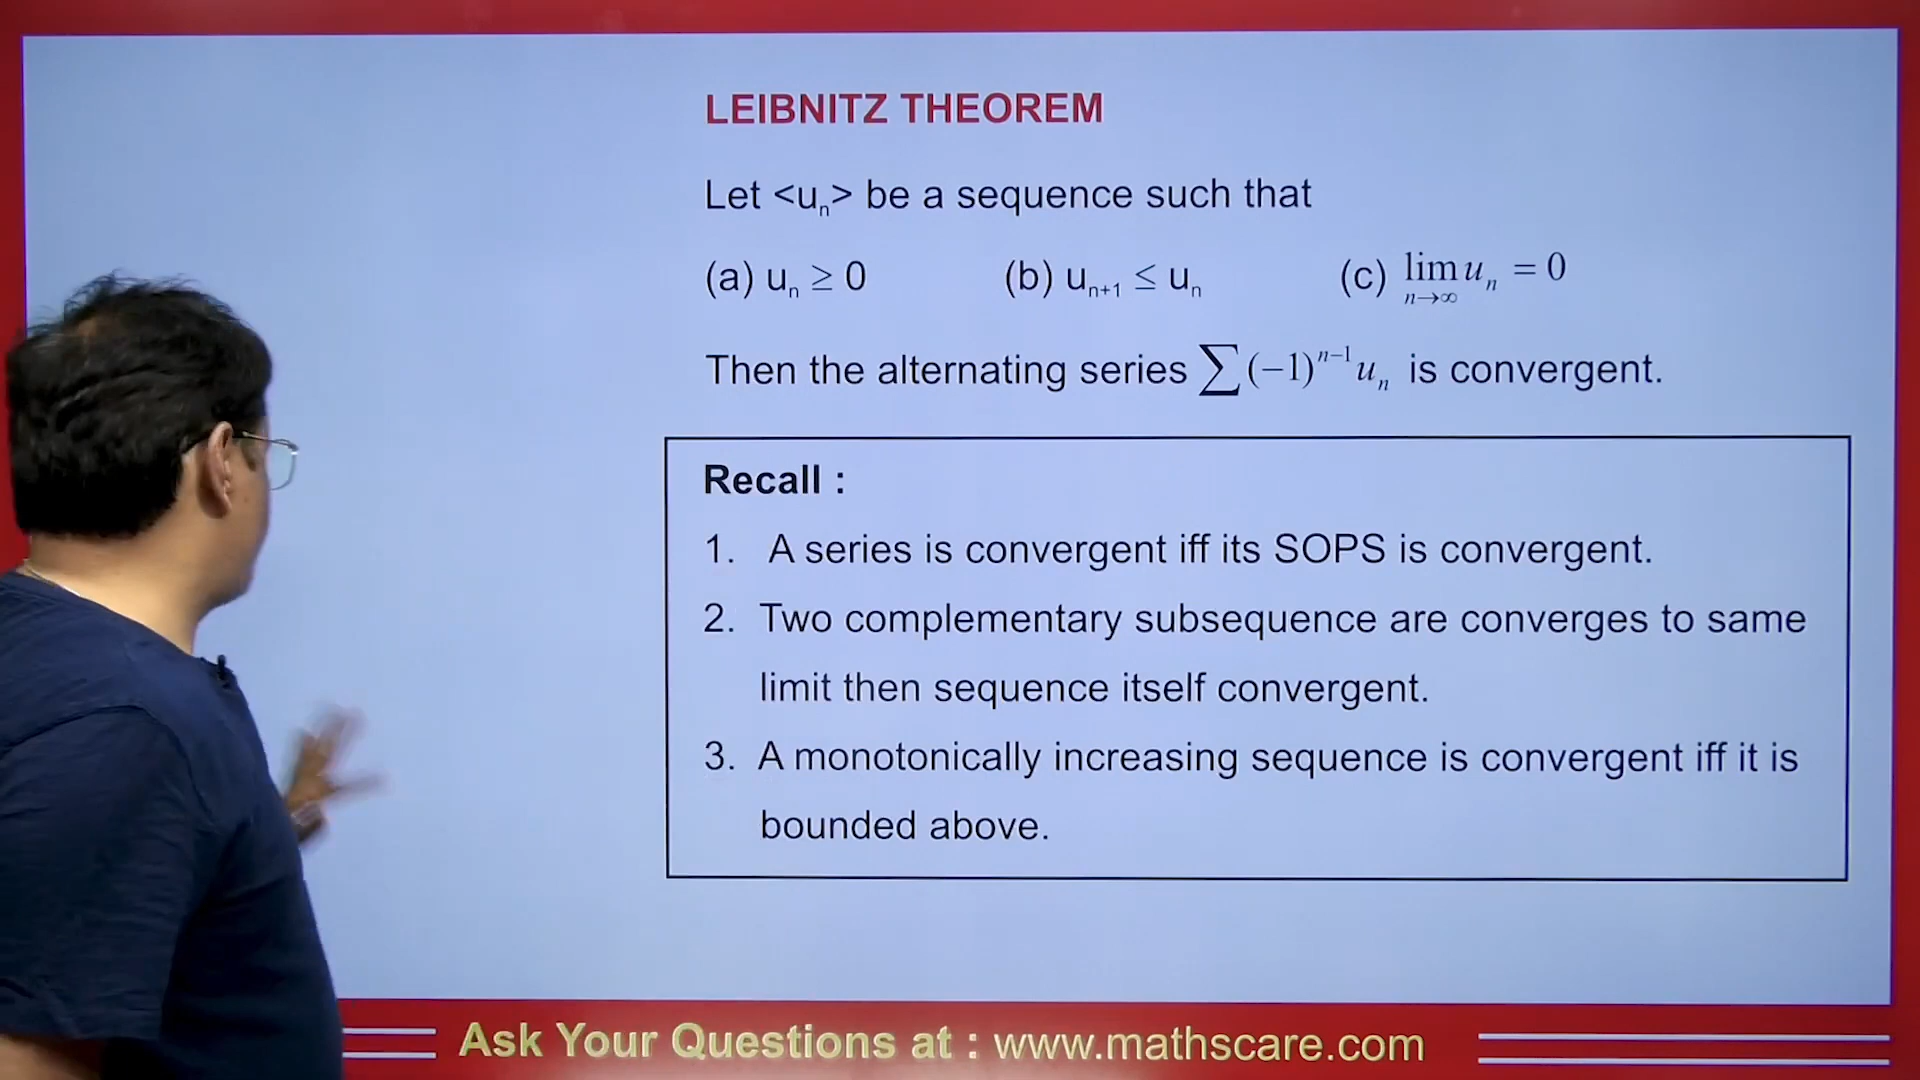 LEIBNITZ THEOREM
Let <uₙ> be a sequence such that
(a) uₙ ≥ 0 (b) uₙ₊₁ ≤ uₙ (c) lim uₙ = 0
n→∞
Then the alternating series ∑(−1)ⁿ⁻¹uₙ is convergent.
Recall :
1. A series is convergent iff its SOPS is convergent.
2. Two complementary subsequence are converges to same
limit then sequence itself convergent.
3. A monotonically increasing sequence is convergent iff it is
bounded above.
Ask Your Questions at : www.mathscare.com